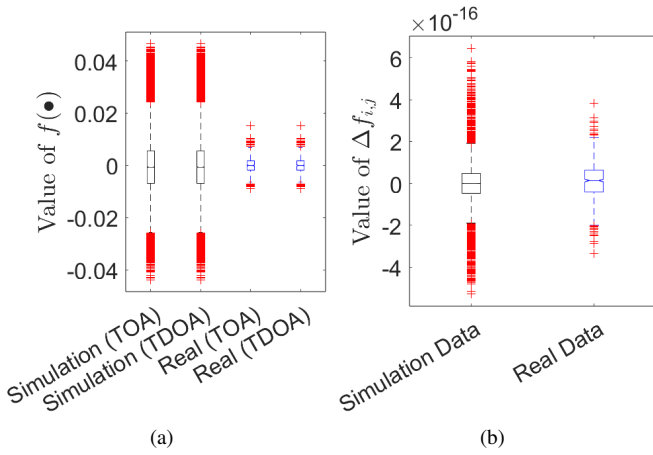 ×10⁻¹⁶
0.04
0.02
0
-0.02
-0.04
Value of f(•)
Simulation (TOA)
Simulation (TDOA)
Real (TOA)
Real (TDOA)
(a)
6
4
2
0
-2
-4
Value of Δf_{i,j}
Simulation Data
Real Data
(b)